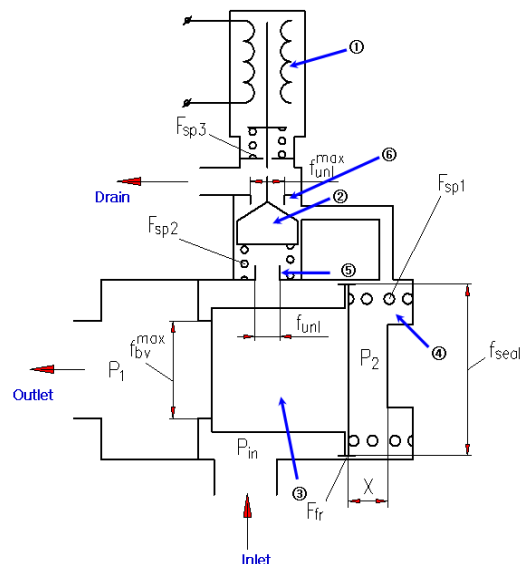 ①
F_sp3
f_unl^max
⑥
Drain
②
F_sp1
F_sp2
⑤
f_unl
P_1
f_bv^max
P_2
④
f_seal
Outlet
P_in
③
F_fr
X
Inlet